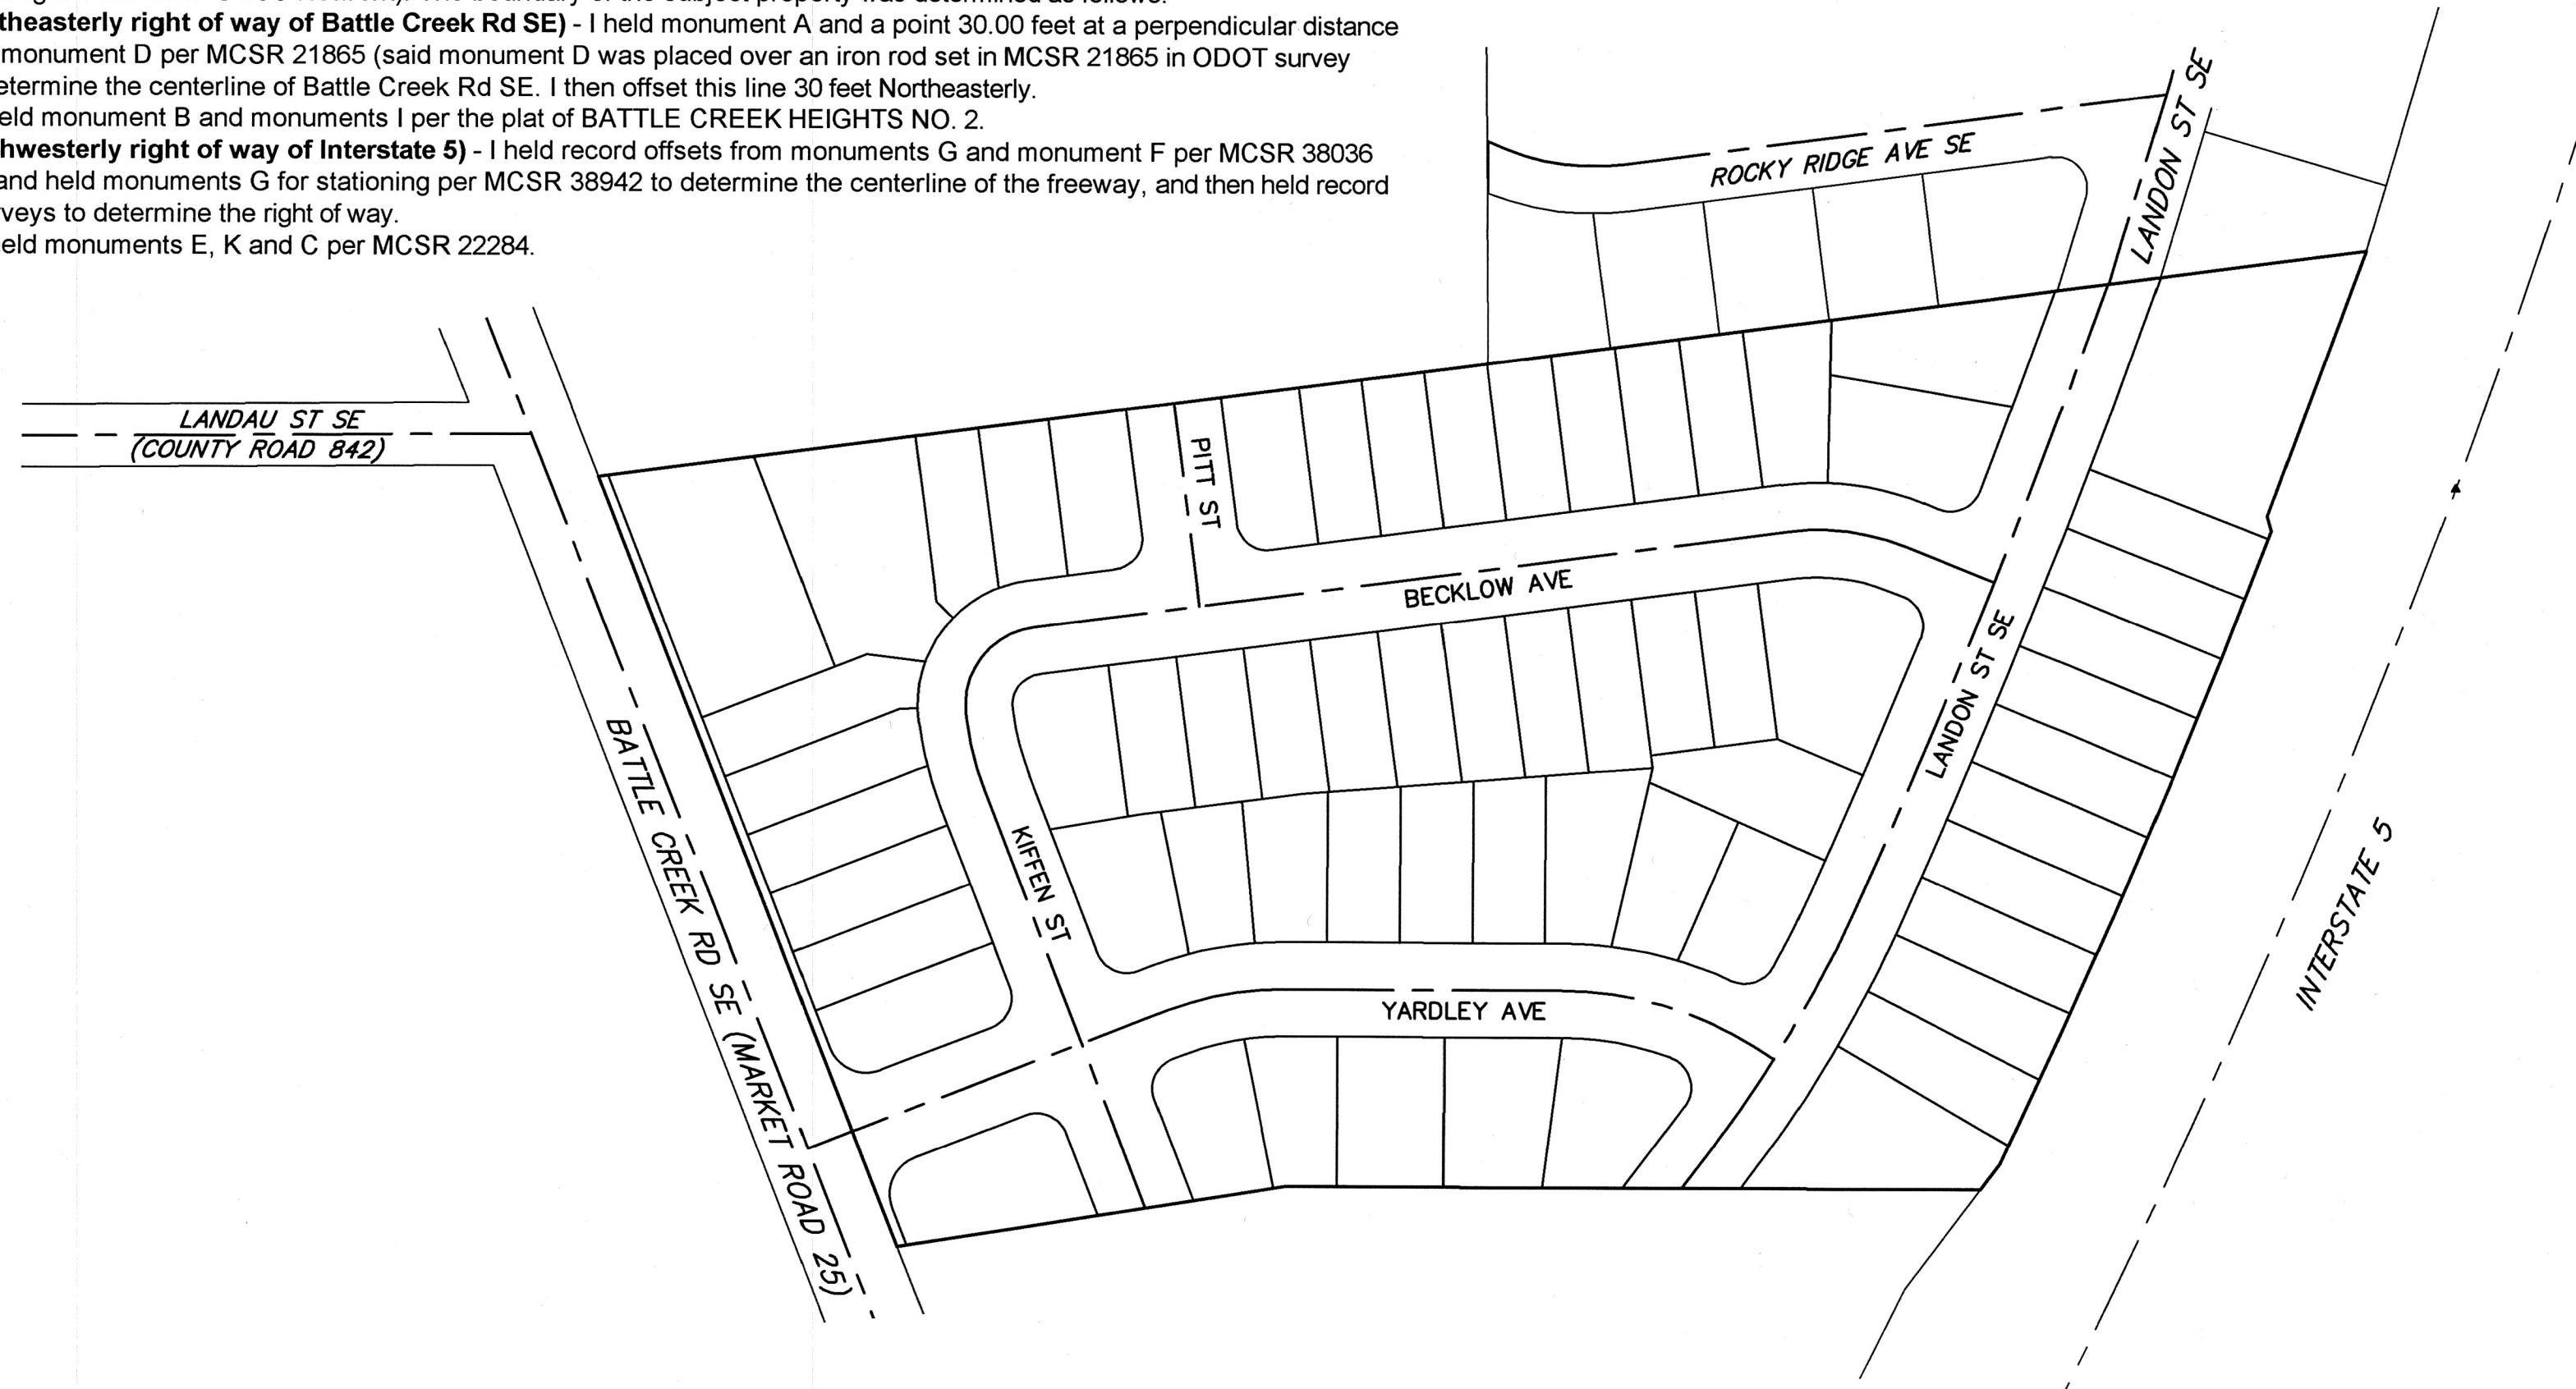 theasterly right of way of Battle Creek Rd SE) - I held monument A and a point 30.00 feet at a perpendicular distance
monument D per MCSR 21865 (said monument D was placed over an iron rod set in MCSR 21865 in ODOT survey
etermine the centerline of Battle Creek Rd SE. I then offset this line 30 feet Northeasterly.
eld monument B and monuments I per the plat of BATTLE CREEK HEIGHTS NO. 2.
hwesterly right of way of Interstate 5) - I held record offsets from monuments G and monument F per MCSR 38036
and held monuments G for stationing per MCSR 38942 to determine the centerline of the freeway, and then held record
veys to determine the right of way.
eld monuments E, K and C per MCSR 22284.
ROCKY RIDGE AVE SE
LANDON ST SE
LANDAU ST SE
(COUNTY ROAD 842)
PITT ST
BECKLOW AVE
LANDON ST SE
BATTLE CREEK RD SE (MARKET ROAD 25)
KIFFEN ST
YARDLEY AVE
INTERSTATE 5